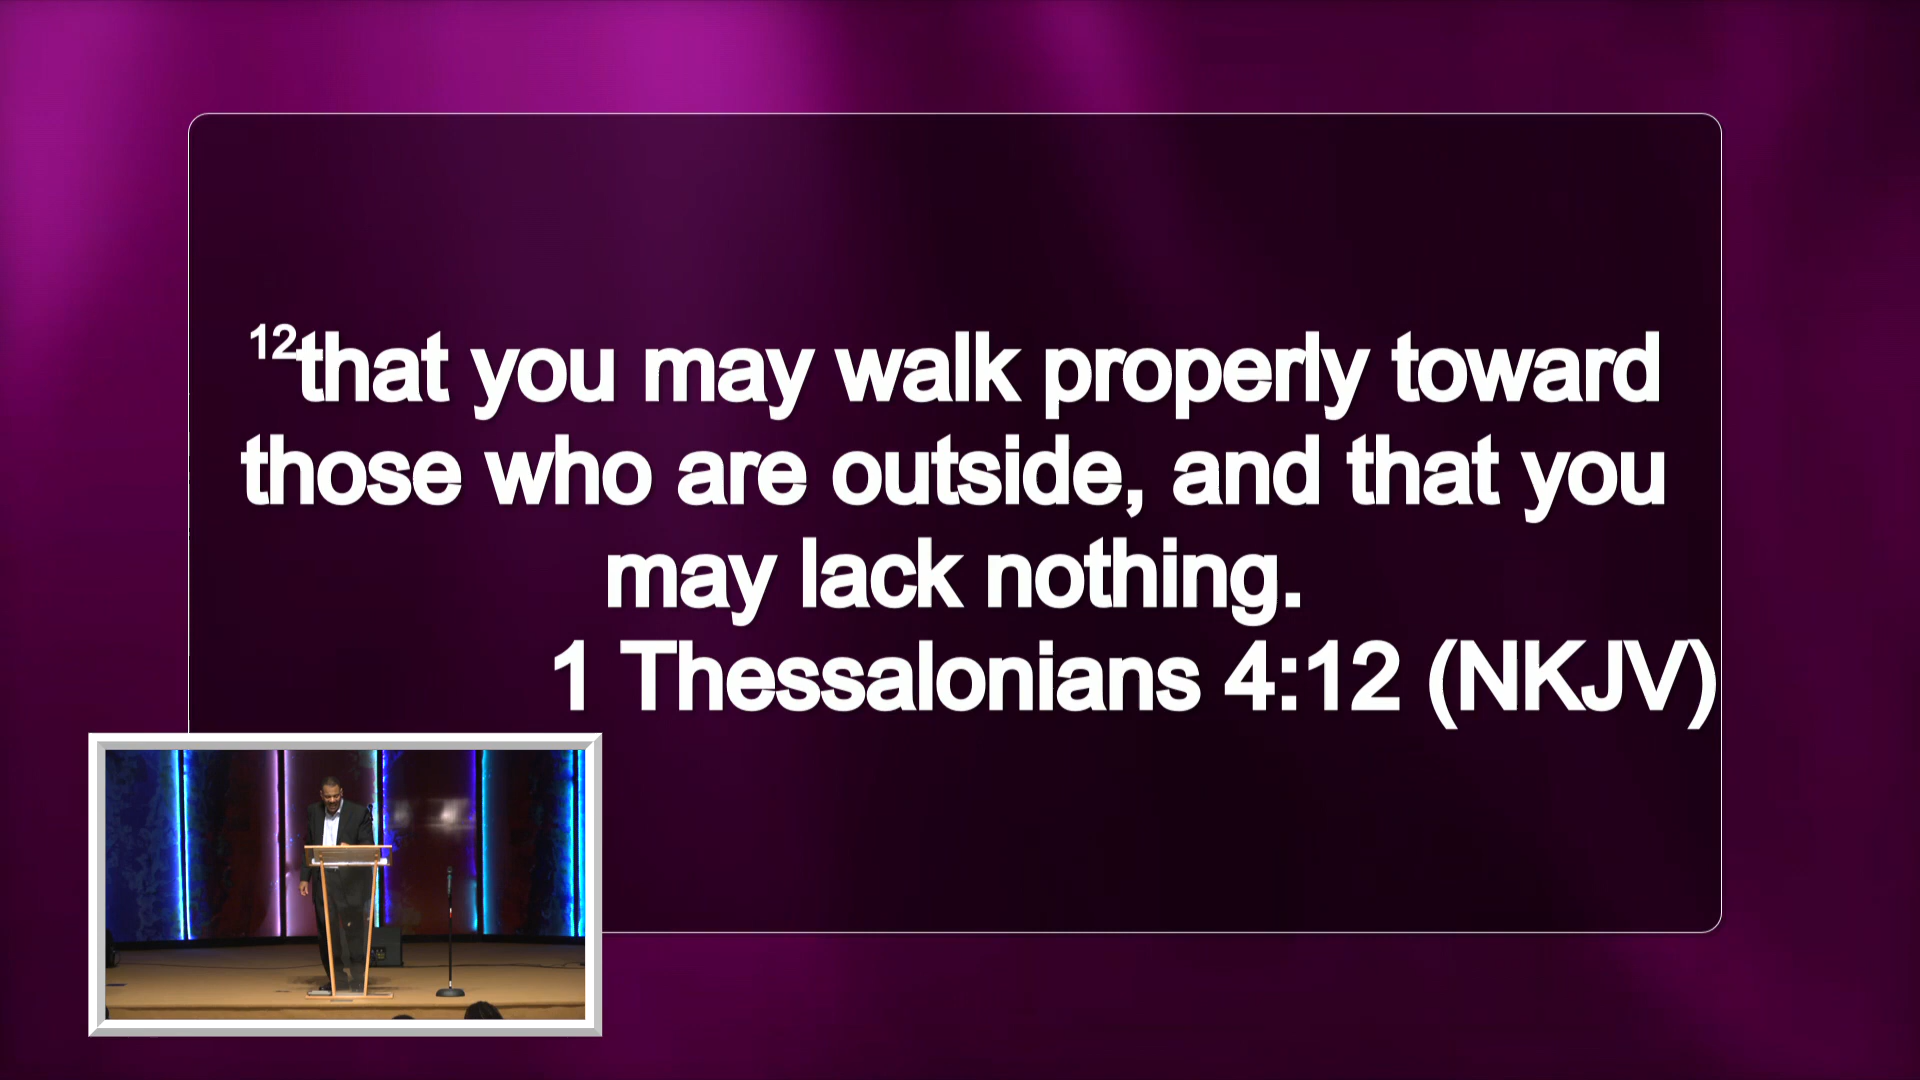 12that you may walk properly toward
those who are outside, and that you
may lack nothing.
1 Thessalonians 4:12 (NKJV)